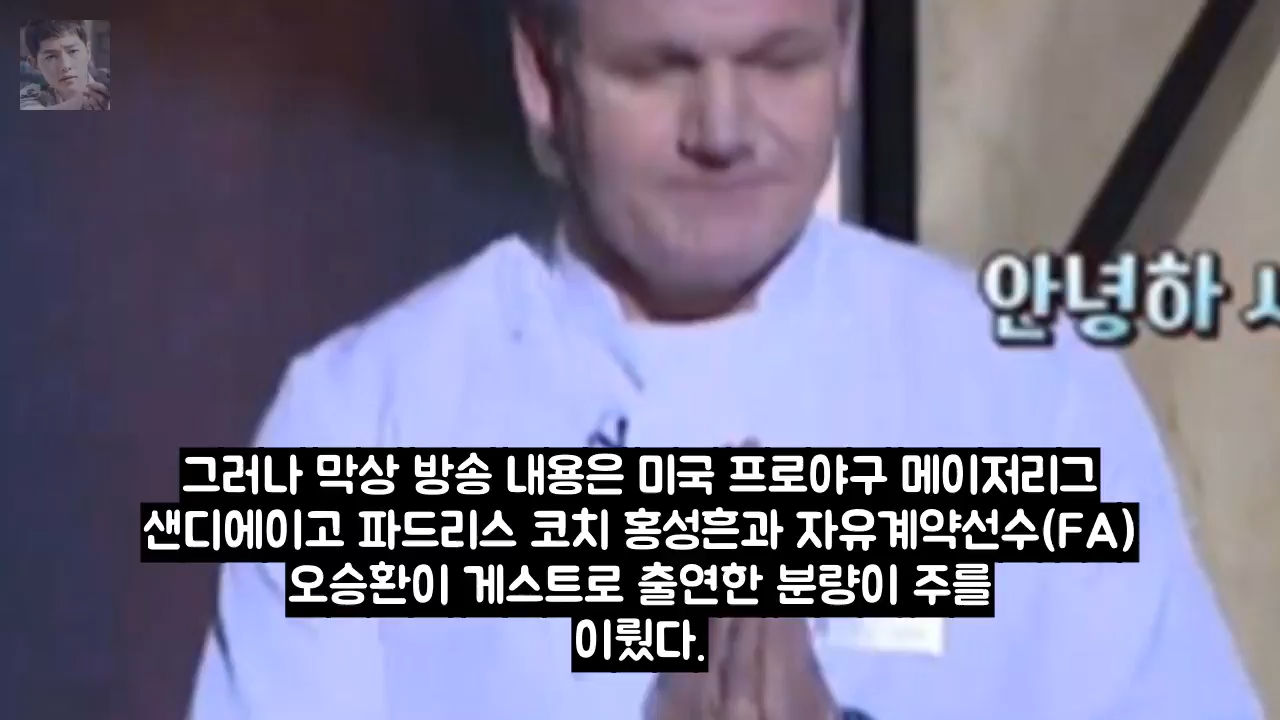 안녕하
그러나 막상 방송 내용은 미국 프로야구 메이저리그
샌디에이고 파드리스 코치 홍성흔과 자유계약선수(FA)
오승환이 게스트로 출연한 분량이 주를
이뤘다.